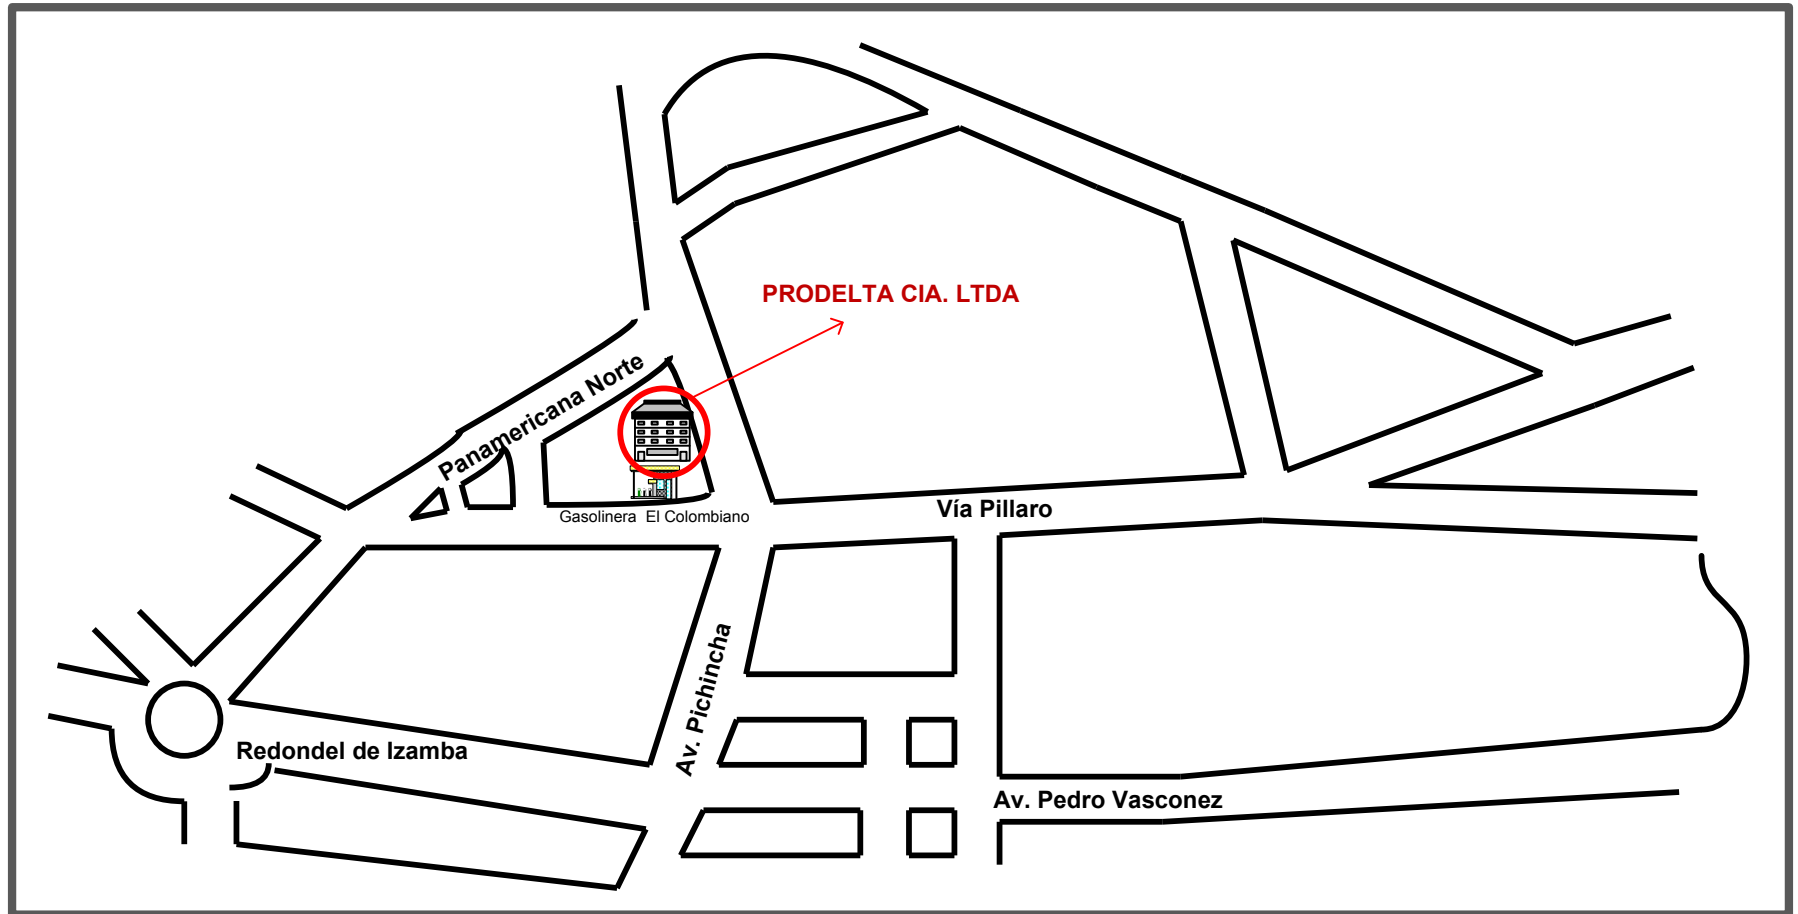 PRODELTA CIA. LTDA
Panamericana Norte
Gasolinera El Colombiano
Vía Pillaro
Av. Pichincha
Redondel de Izamba
Av. Pedro Vasconez